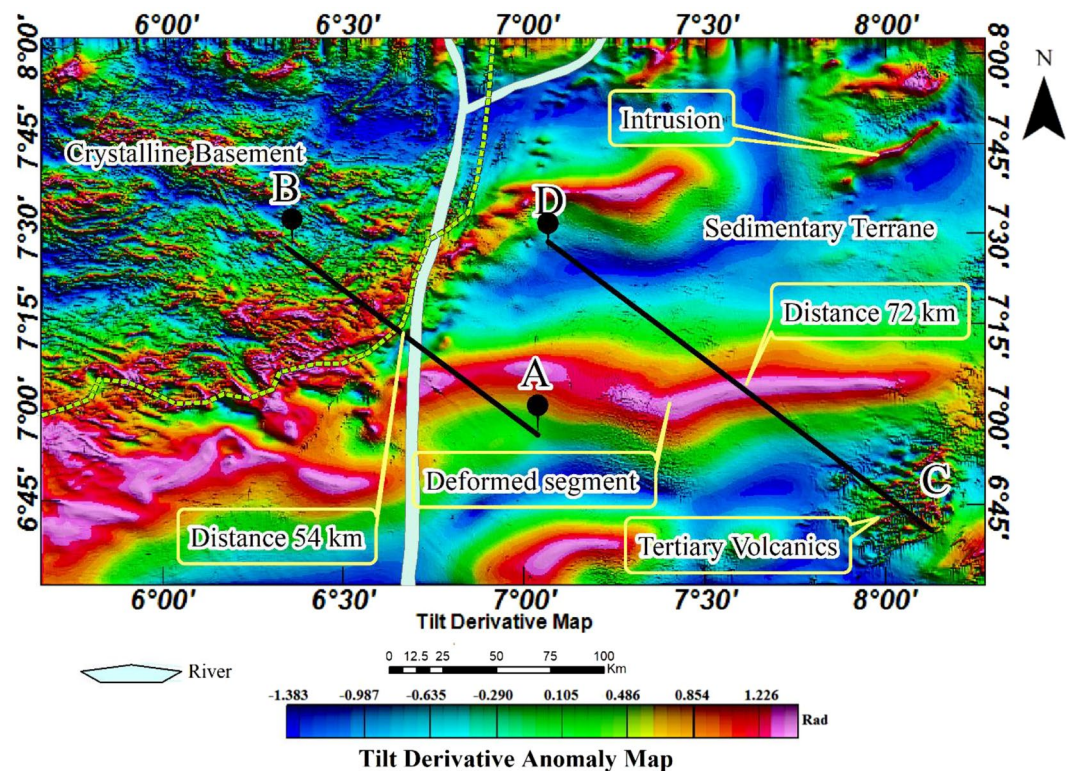 6°00' 6°30' 7°00' 7°30' 8°00'
8°00' 8°00'
N
Intrusion
7°45' 7°45'
Crystalline Basement
B
D
7°30' 7°30'
Sedimentary Terrane
7°15' 7°15'
Distance 72 km
A
7°00' 7°00'
Deformed segment
C
6°45' 6°45'
Distance 54 km
Tertiary Volcanics
6°00' 6°30' 7°00' 7°30' 8°00'
Tilt Derivative Map
River
0 12.5 25 50 75 100
Km
-1.383 -0.987 -0.635 -0.290 0.105 0.486 0.854 1.226
Rad
Tilt Derivative Anomaly Map